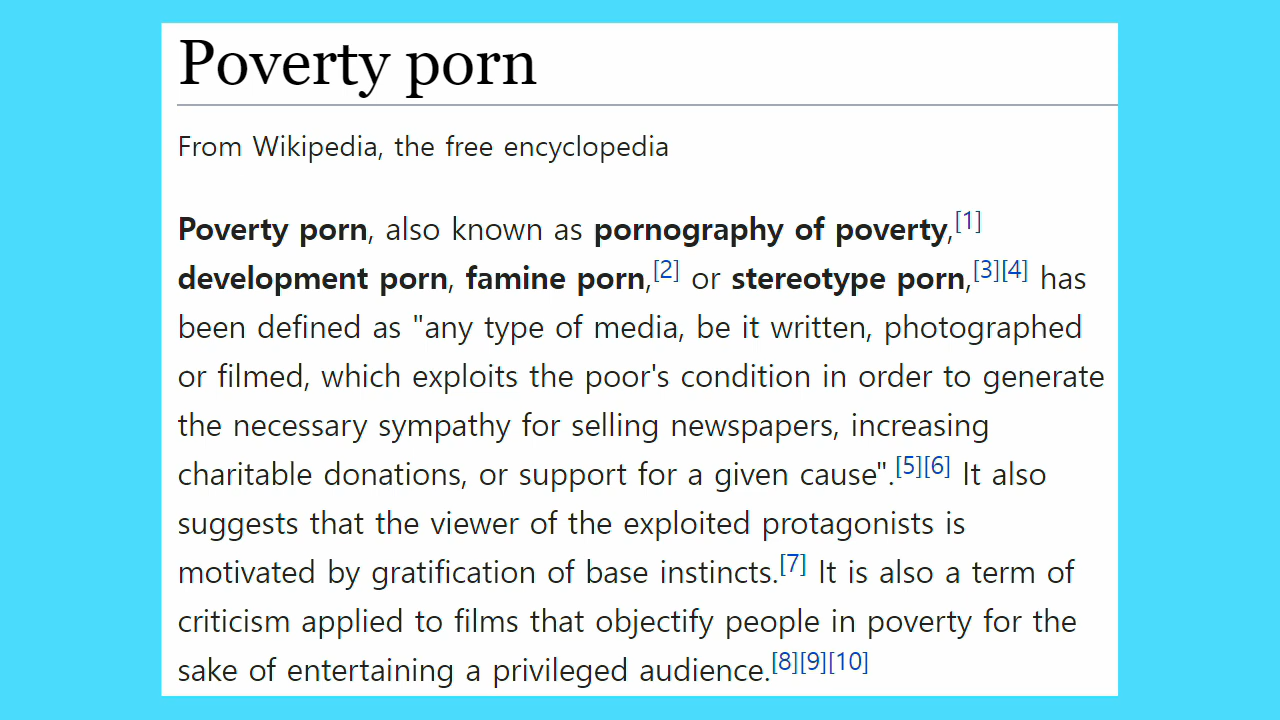 Poverty porn
From Wikipedia, the free encyclopedia
Poverty porn, also known as pornography of poverty,[1]
development porn, famine porn,[2] or stereotype porn,[3][4] has
been defined as "any type of media, be it written, photographed
or filmed, which exploits the poor's condition in order to generate
the necessary sympathy for selling newspapers, increasing
charitable donations, or support for a given cause".[5][6] It also
suggests that the viewer of the exploited protagonists is
motivated by gratification of base instincts.[7] It is also a term of
criticism applied to films that objectify people in poverty for the
sake of entertaining a privileged audience.[8][9][10]